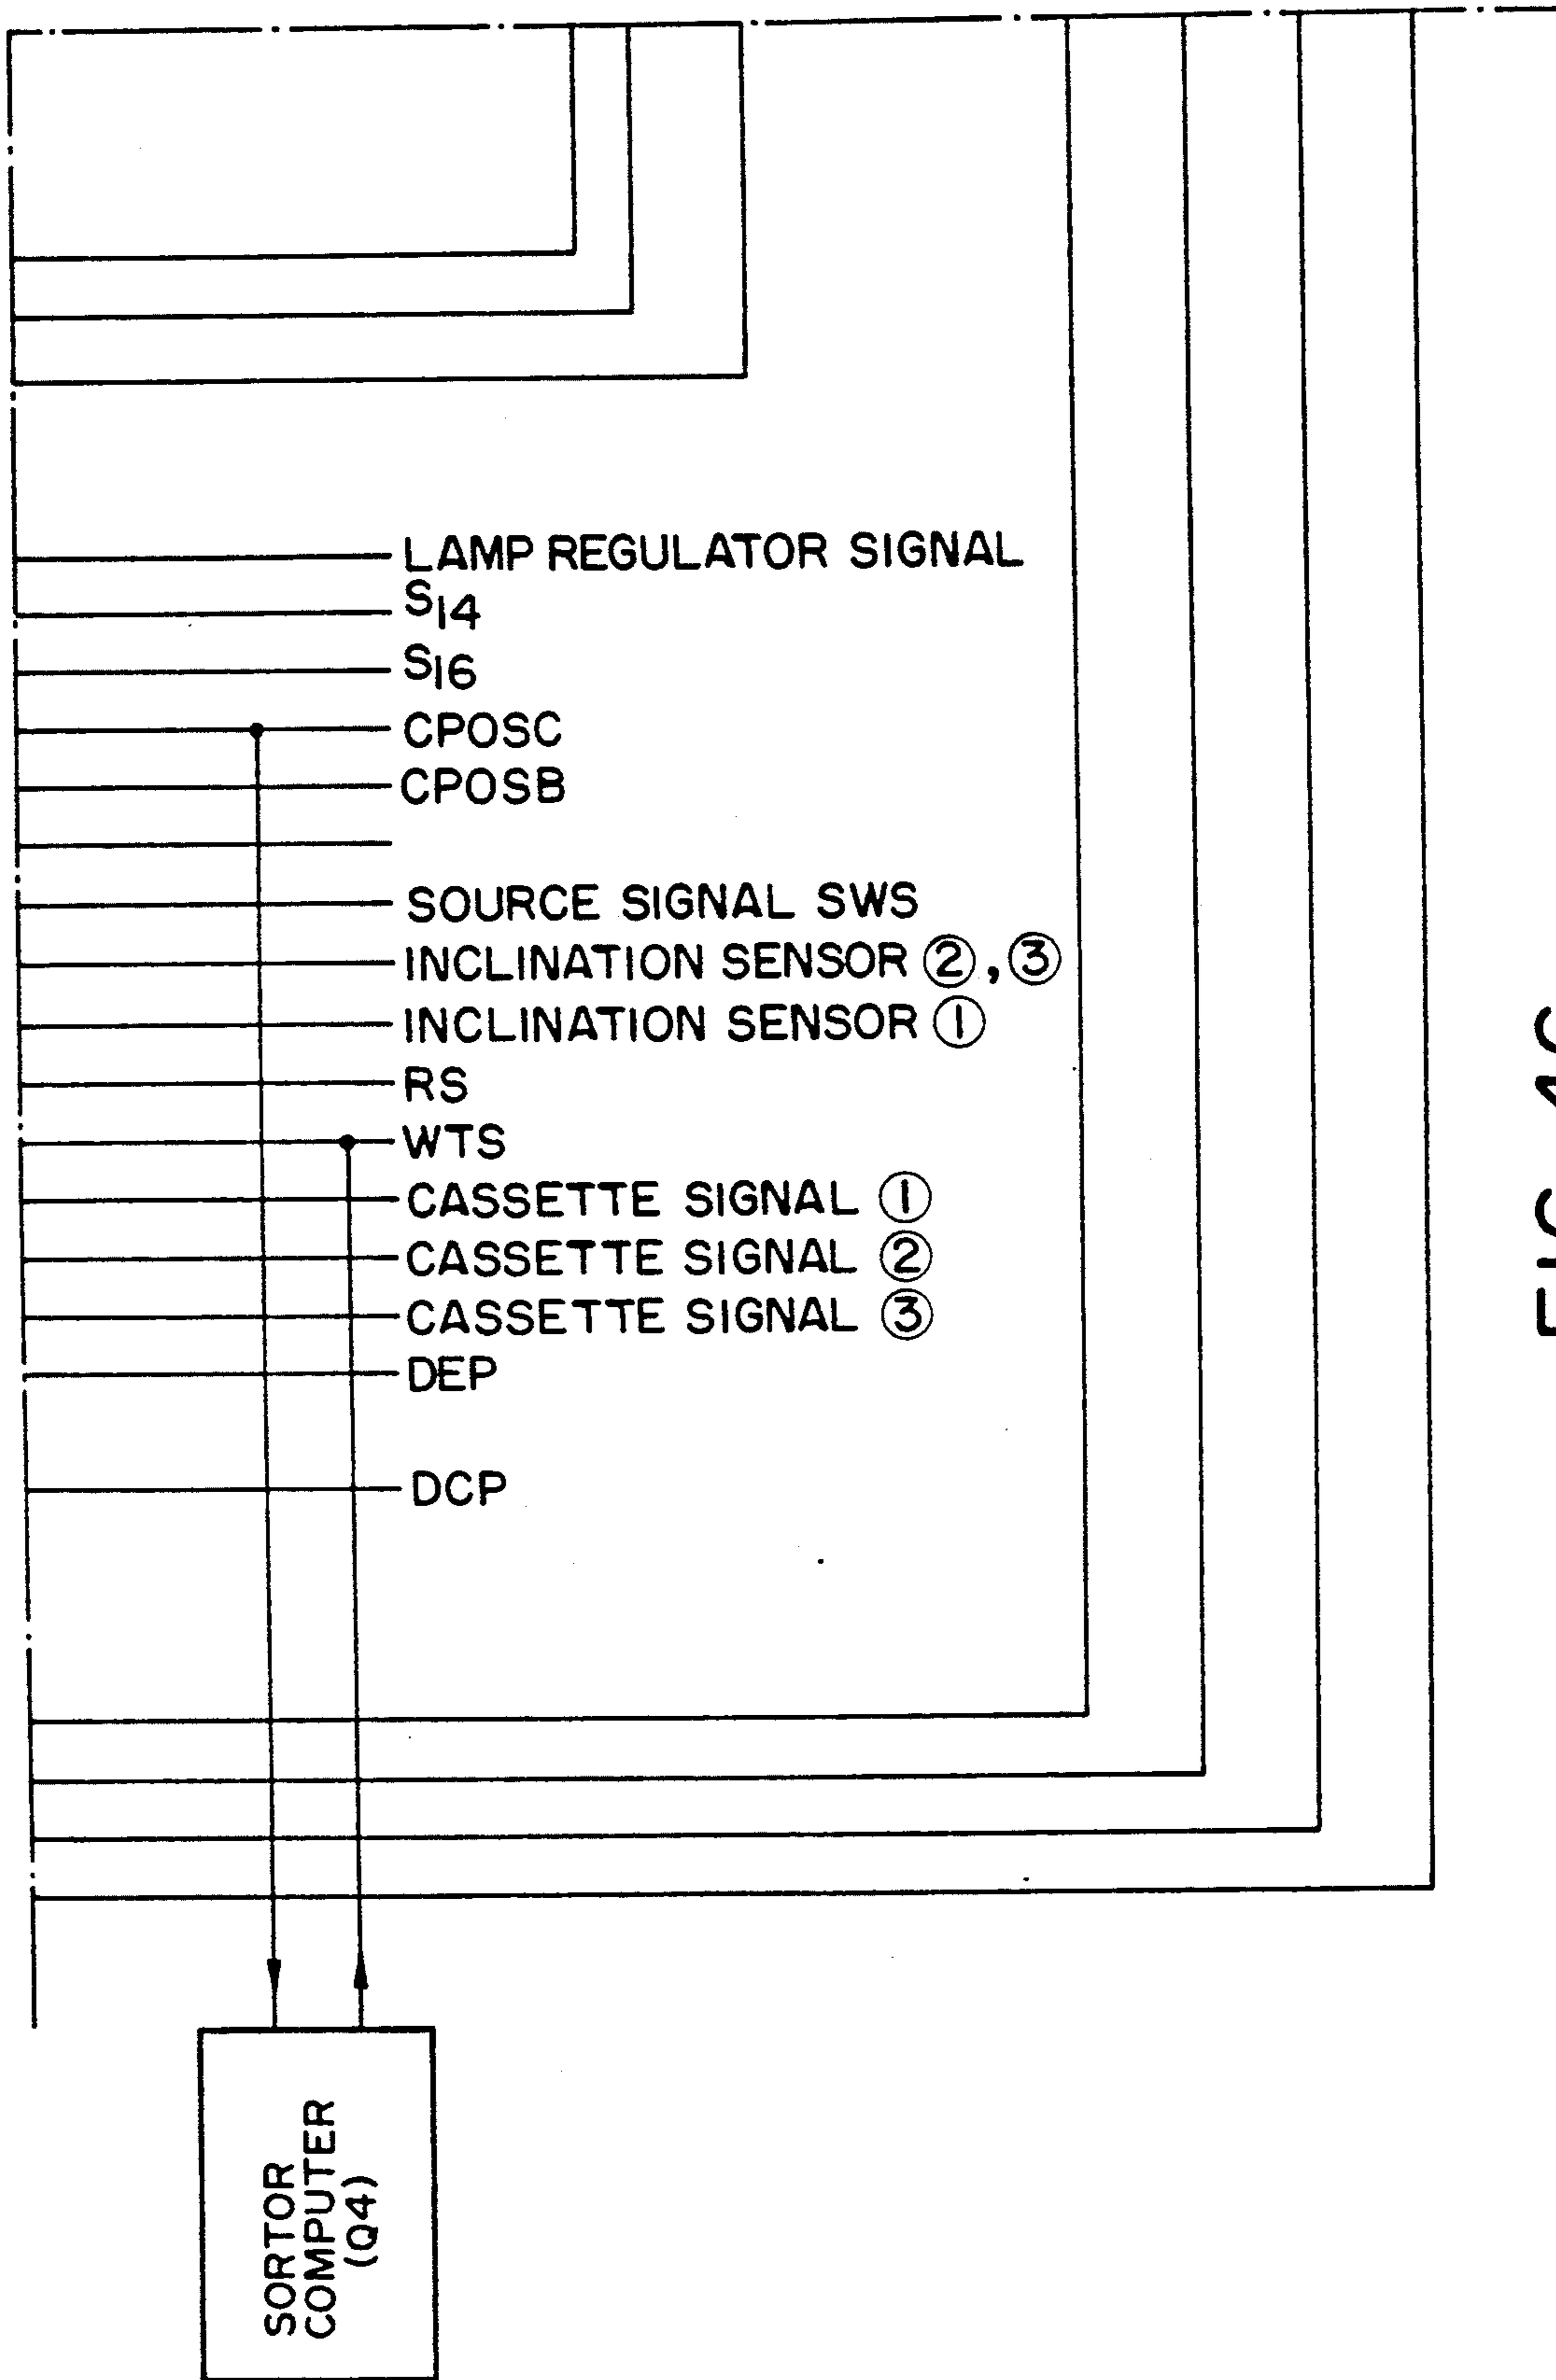 LAMP REGULATOR SIGNAL
S14
S16
CPOSC
CPOSB
SOURCE SIGNAL SWS
INCLINATION SENSOR ②, ③
INCLINATION SENSOR ①
RS
WTS
CASSETTE SIGNAL ①
CASSETTE SIGNAL ②
CASSETTE SIGNAL ③
DEP
DCP
SORTOR
COMPUTER
(Q4)